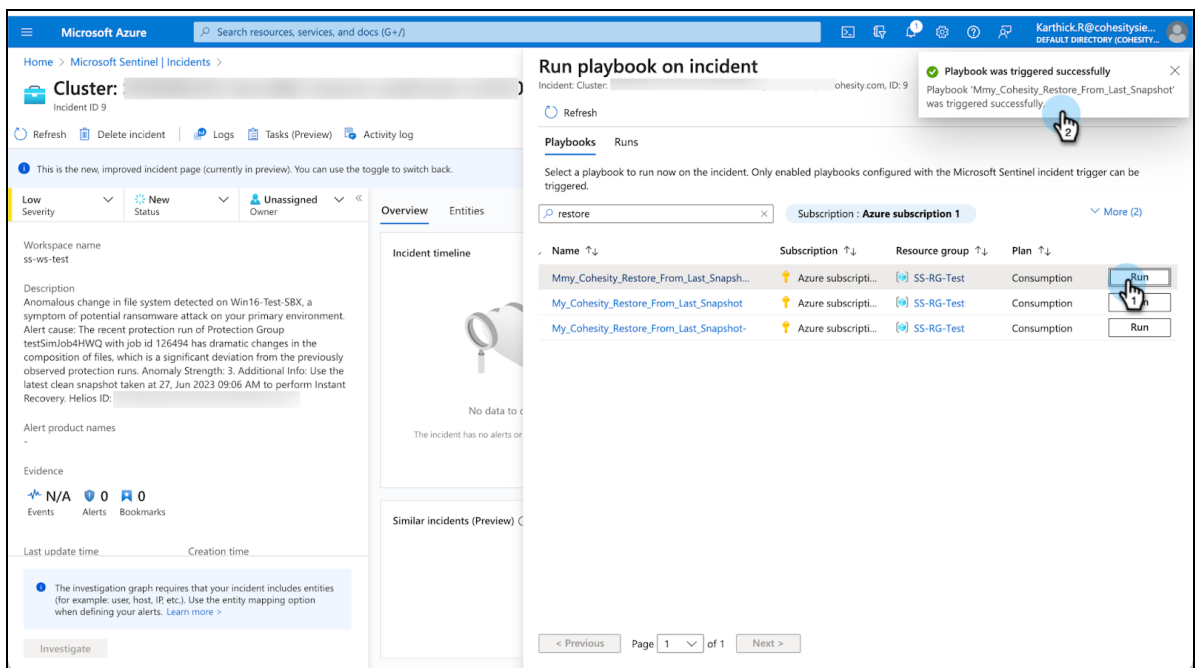 Microsoft Azure
Search resources, services, and docs (G+/)
1
Karthick.R@cohesitysie...
DEFAULT DIRECTORY (COHESITY...
Home > Microsoft Sentinel | Incidents >
Cluster:
Incident ID 9
Refresh Delete incident Logs Tasks (Preview) Activity log
This is the new, improved incident page (currently in preview). You can use the toggle to switch back.
Low
Severity
New
Status
Unassigned
Owner
Workspace name
ss-ws-test
Description
Anomalous change in file system detected on Win16-Test-SBX, a
symptom of potential ransomware attack on your primary environment.
Alert cause: The recent protection run of Protection Group
testSimJob4HWQ with job id 126494 has dramatic changes in the
composition of files, which is a significant deviation from the previously
observed protection runs. Anomaly Strength: 3. Additional Info: Use the
latest clean snapshot taken at 27, Jun 2023 09:06 AM to perform Instant
Recovery. Helios ID:
Alert product names
-
Evidence
N/A 0 0
Events Alerts Bookmarks
Last update time Creation time
The investigation graph requires that your incident includes entities
(for example: user, host, IP, etc.). Use the entity mapping option
when defining your alerts. Learn more >
Investigate
Overview Entities
Incident timeline
No data to
The incident has no alerts or
Similar incidents (Preview)
Run playbook on incident
Incident: Cluster: ohesity.com, ID: 9
Refresh
Playbook was triggered successfully
Playbook 'Mmy_Cohesity_Restore_From_Last_Snapshot'
was triggered successfully.
2
Playbooks Runs
Select a playbook to run now on the incident. Only enabled playbooks configured with the Microsoft Sentinel incident trigger can be
triggered.
restore
Subscription : Azure subscription 1
More (2)
Name Subscription Resource group Plan
Mmy_Cohesity_Restore_From_Last_Snapsh... Azure subscripti... SS-RG-Test Consumption Run
1
My_Cohesity_Restore_From_Last_Snapshot Azure subscripti... SS-RG-Test Consumption
My_Cohesity_Restore_From_Last_Snapshot- Azure subscripti... SS-RG-Test Consumption Run
< Previous Page 1 of 1 Next >